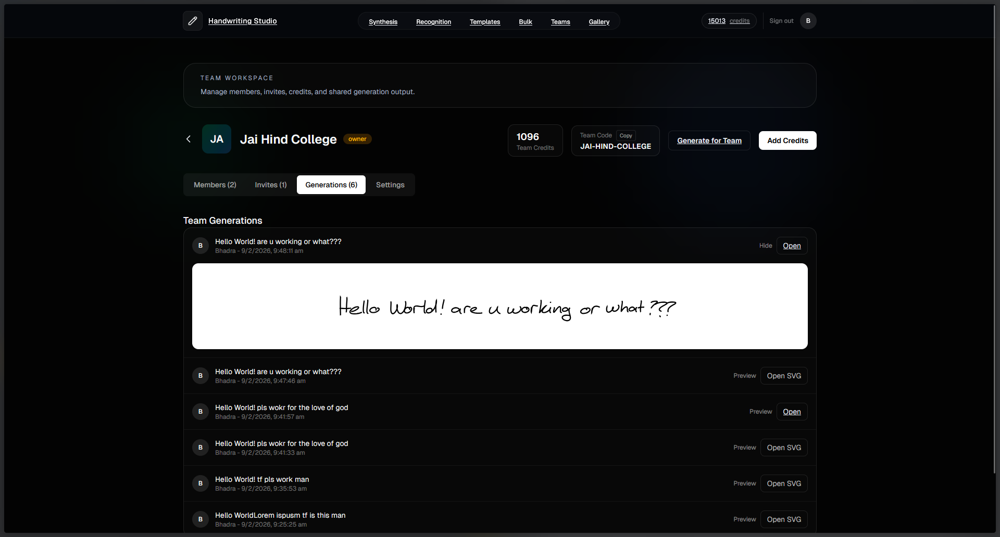 Handwriting Studio
Synthesis Recognition Templates Bulk Teams Gallery
15013 credits Sign out B
TEAM WORKSPACE
Manage members, invites, credits, and shared generation output.
JA Jai Hind College owner
1096
Team Credits
Team Code Copy
JAI-HIND-COLLEGE
Generate for Team
Add Credits
Members (2) Invites (1) Generations (6) Settings
Team Generations
B Hello World! are u working or what???
Bhadra - 9/2/2026, 9:48:11 am
Hide Open
Hello World! are u working or what???
B Hello World! are u working or what???
Bhadra - 9/2/2026, 9:47:46 am
Preview Open SVG
B Hello World! pls wokr for the love of god
Bhadra - 9/2/2026, 9:41:57 am
Preview Open
B Hello World! pls wokr for the love of god
Bhadra - 9/2/2026, 9:41:33 am
Preview Open SVG
B Hello World! tf pls work man
Bhadra - 9/2/2026, 9:35:53 am
Preview Open SVG
B Hello WorldLorem ispusm tf is this man
Bhadra - 9/2/2026, 9:25:25 am
Preview Open SVG